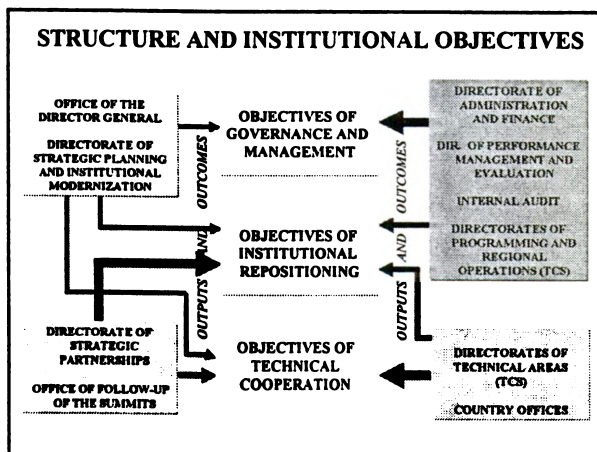 STRUCTURE AND INSTITUTIONAL OBJECTIVES
OFFICE OF THE
DIRECTOR GENERAL
DIRECTORATE OF
STRATEGIC PLANNING
AND INSTITUTIONAL
MODERNIZATION
DIRECTORATE OF
STRATEGIC
PARTNERSHIPS
OFFICE OF FOLLOW-UP
OF THE SUMMITS
OUTPUTS AND OUTCOMES
OBJECTIVES OF
GOVERNANCE AND
MANAGEMENT
OBJECTIVES OF
INSTITUTIONAL
REPOSITIONING
OBJECTIVES OF
TECHNICAL
COOPERATION
OUTPUTS AND OUTCOMES
DIRECTORATE OF
ADMINISTRATION
AND FINANCE
DIR. OF PERFORMANCE
MANAGEMENT AND
EVALUATION
INTERNAL AUDIT
DIRECTORATES OF
PROGRAMMING AND
REGIONAL
OPERATIONS (TCS)
DIRECTORATES OF
TECHNICAL AREAS
(TCS)
COUNTRY OFFICES